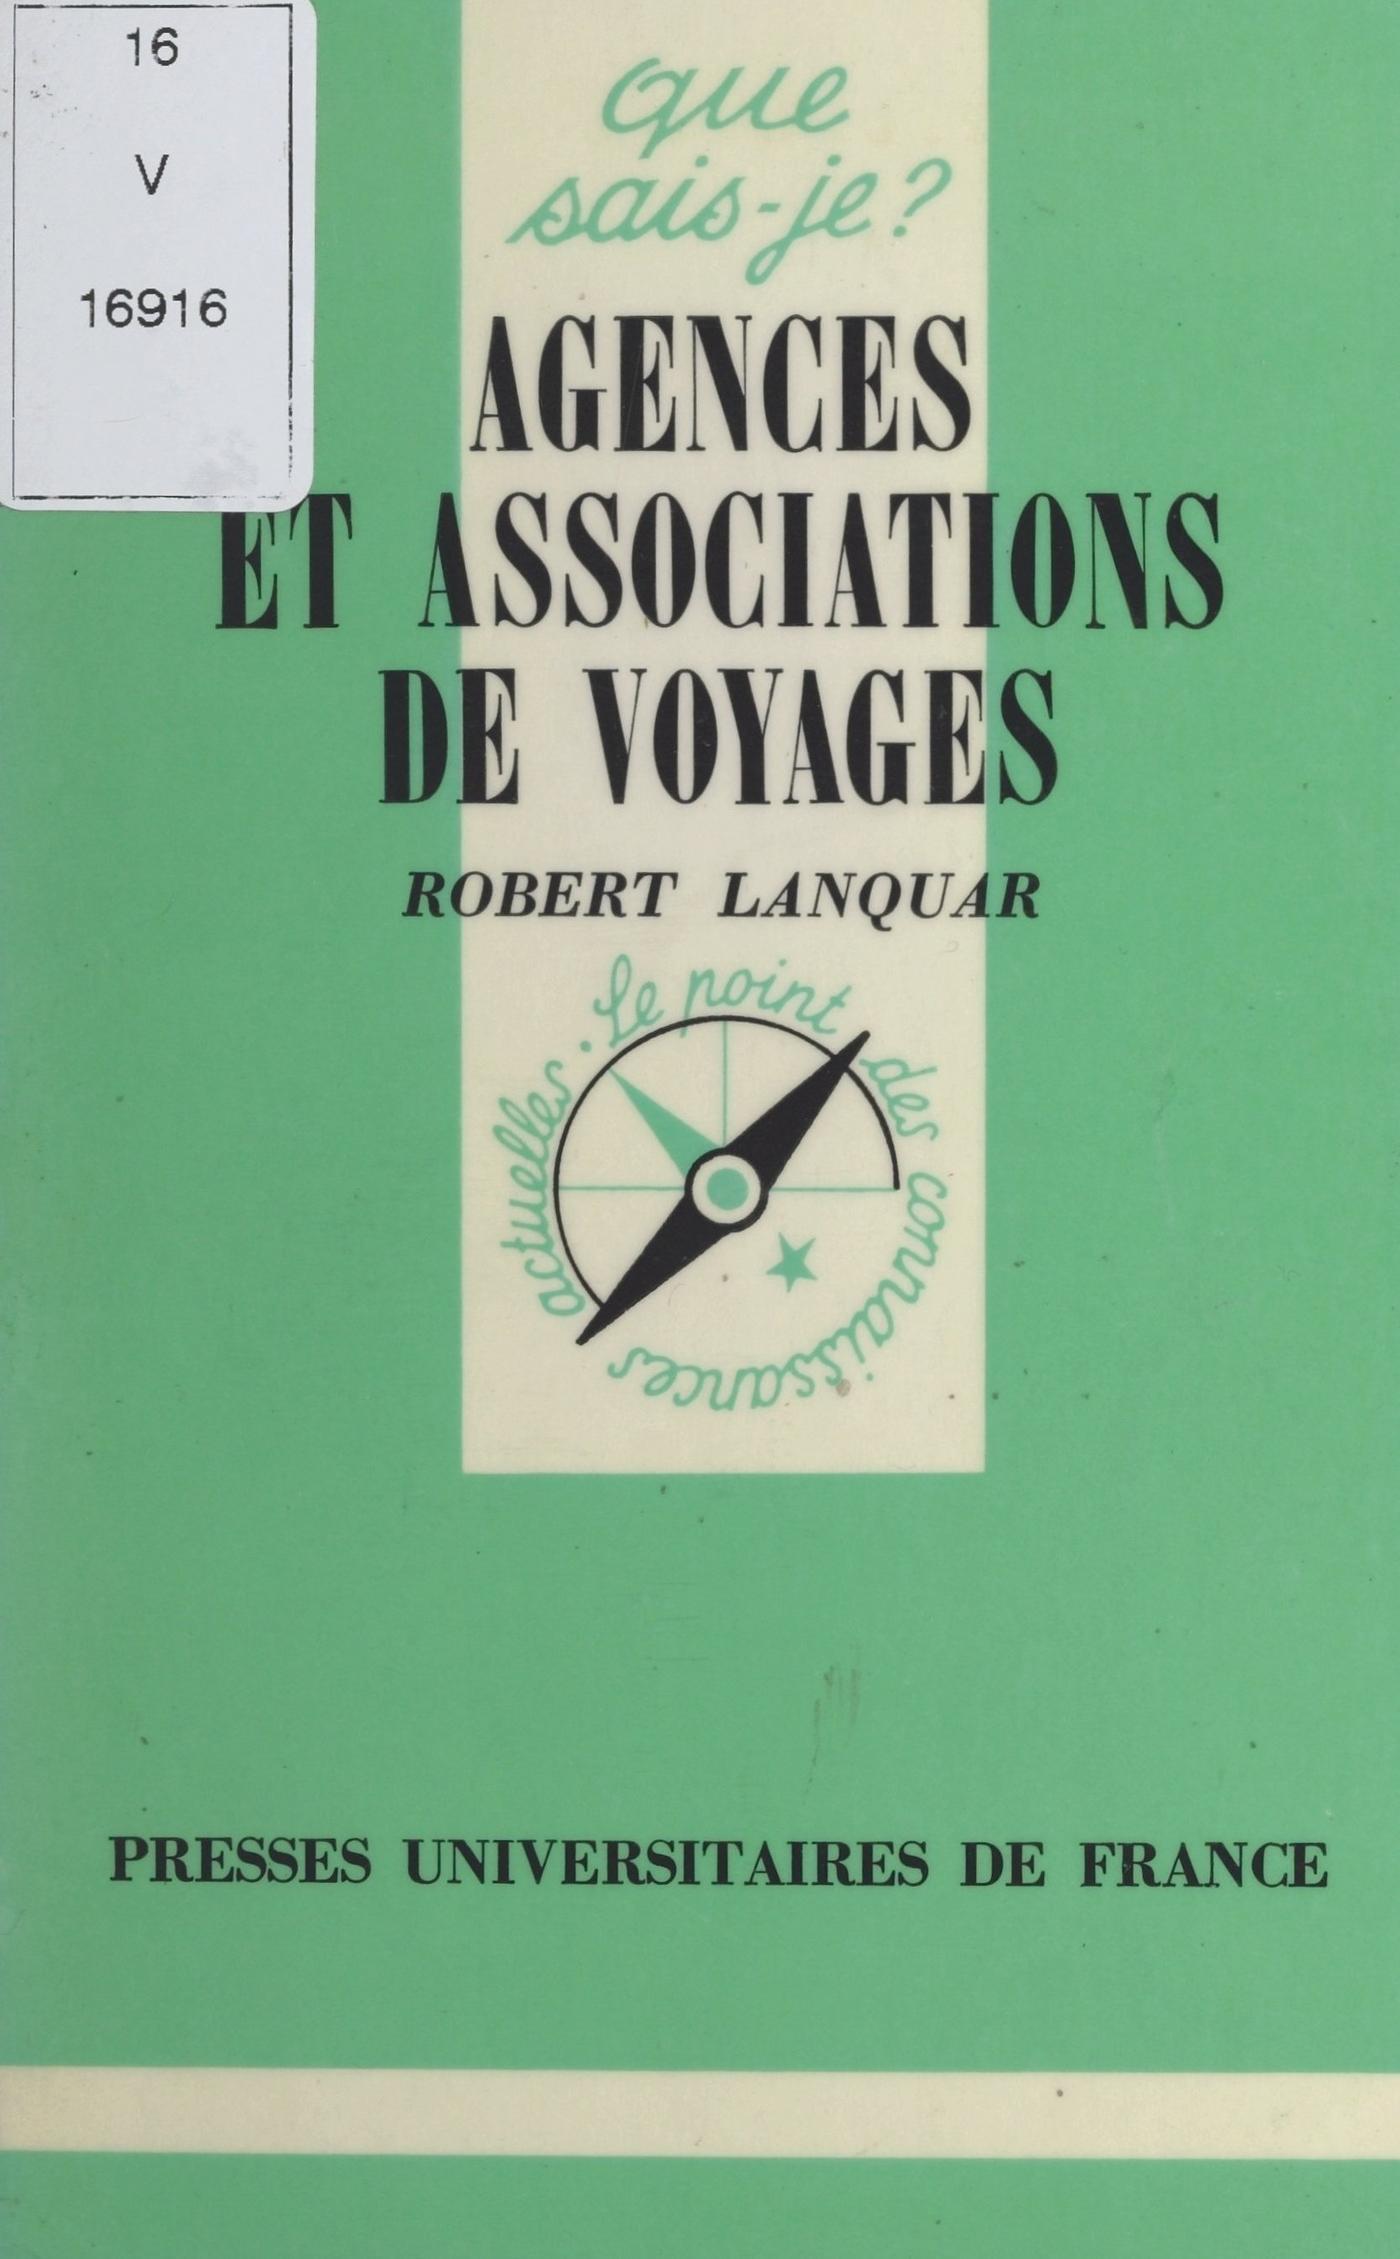 16
V
16916
que
sais-je?
AGENCES
ET ASSOCIATIONS
DE VOYAGES
ROBERT LANQUAR
Le point des connaissances actuelles.
PRESSES UNIVERSITAIRES DE FRANCE